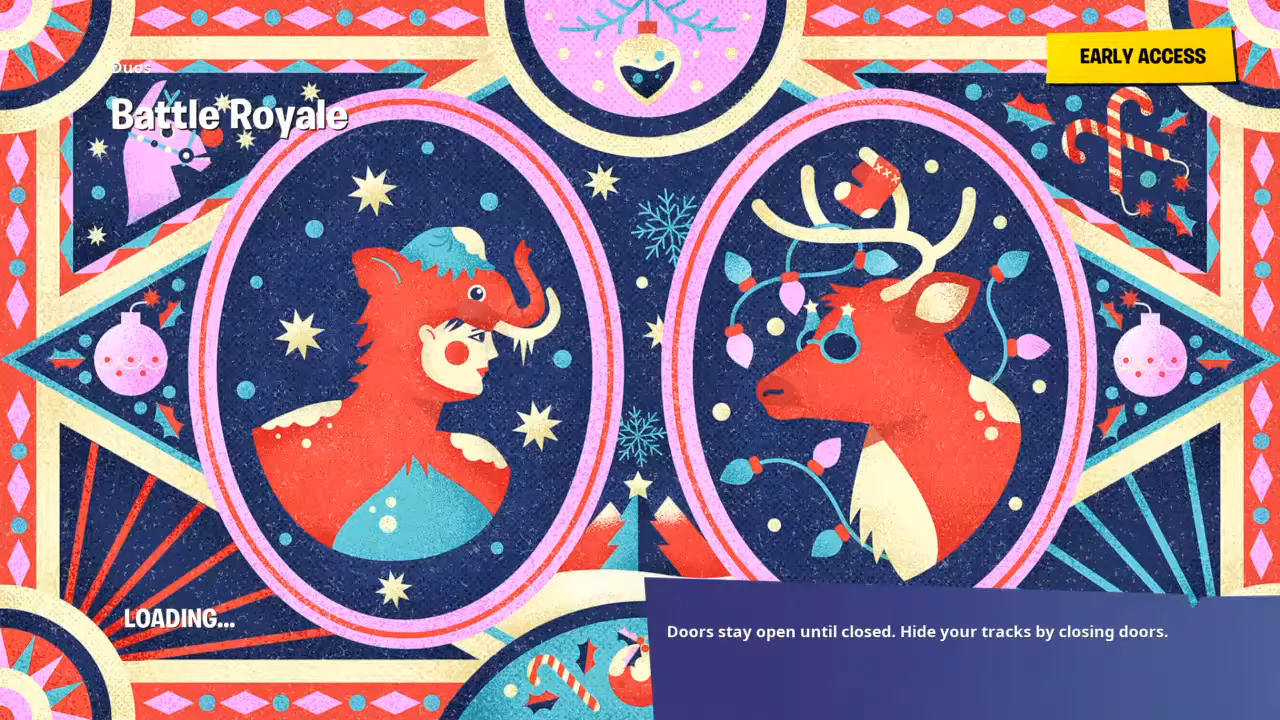 Duos
EARLY ACCESS
Battle Royale
LOADING...
Doors stay open until closed. Hide your tracks by closing doors.